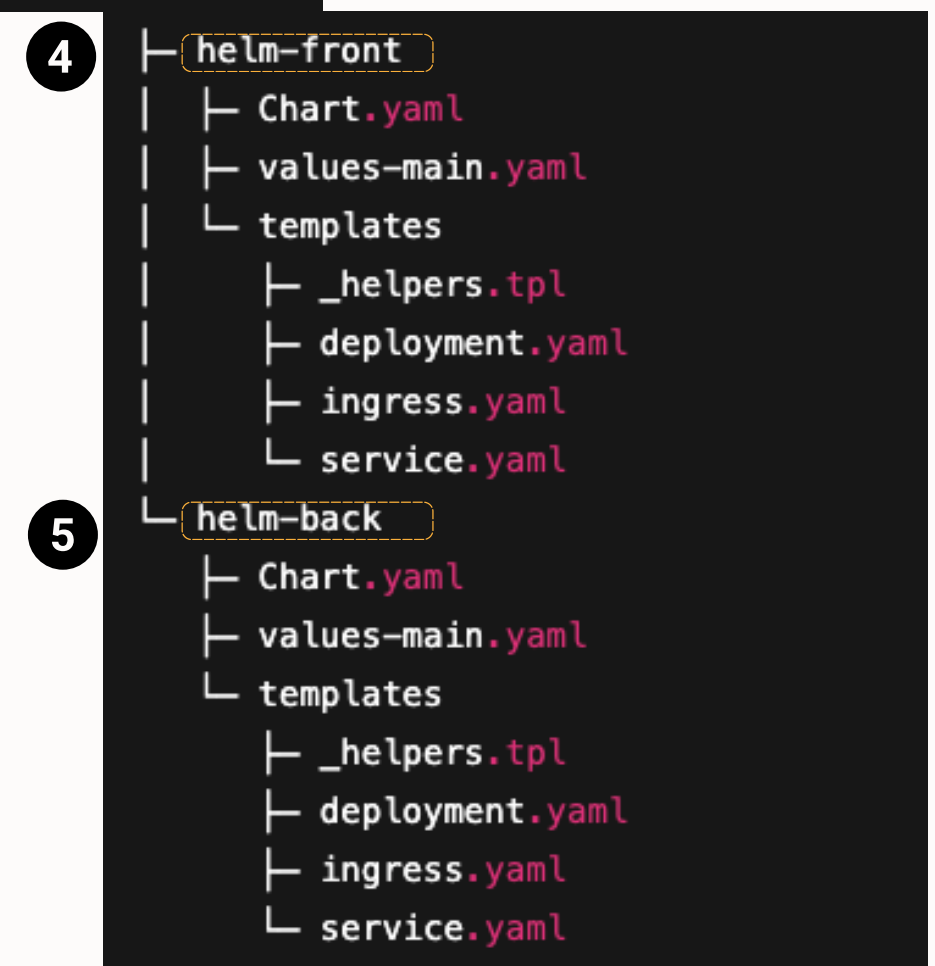 4 ├─ helm-front
│  ├─ Chart.yaml
│  ├─ values-main.yaml
│  └─ templates
│     ├─ _helpers.tpl
│     ├─ deployment.yaml
│     ├─ ingress.yaml
│     └─ service.yaml
5 └─ helm-back
   ├─ Chart.yaml
   ├─ values-main.yaml
   └─ templates
      ├─ _helpers.tpl
      ├─ deployment.yaml
      ├─ ingress.yaml
      └─ service.yaml